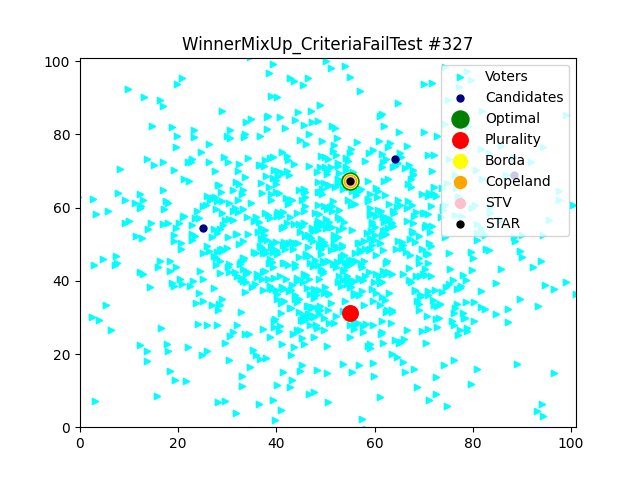 WinnerMixUp_CriteriaFailTest #327
100
80
60
40
20
0
0
20
40
60
80
100
Voters
Candidates
Optimal
Plurality
Borda
Copeland
STV
STAR